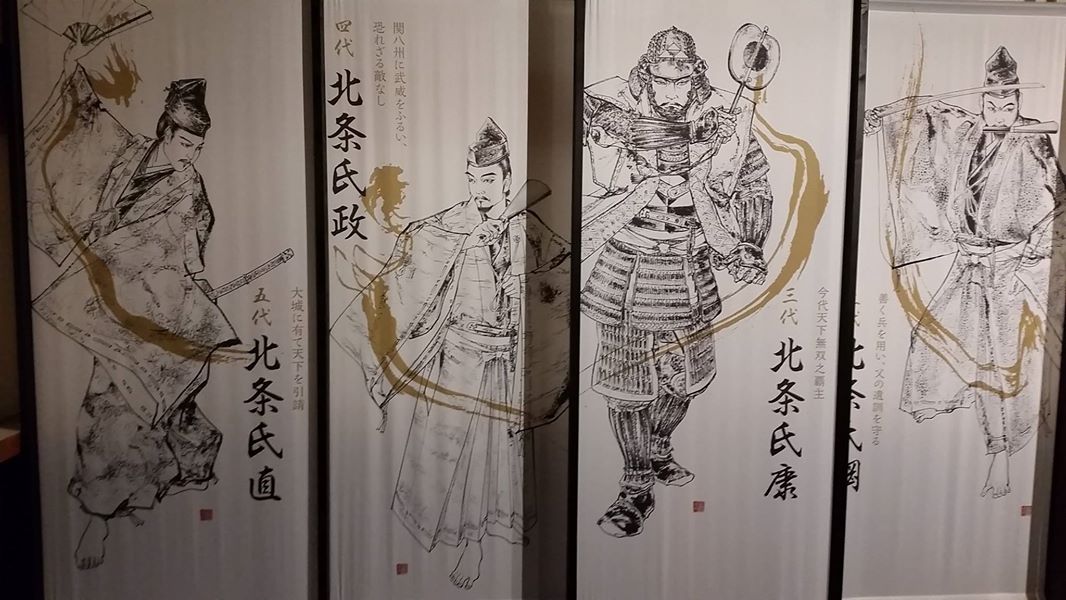 善く兵を用い、父の遺訓を守る
代
北条氏綱
今代天下無双之覇主
三代
北条氏康
関八州に武威をふるい、
恐れざる敵なし
四代
北条氏政
大城に有て天下を引請
五代
北条氏直